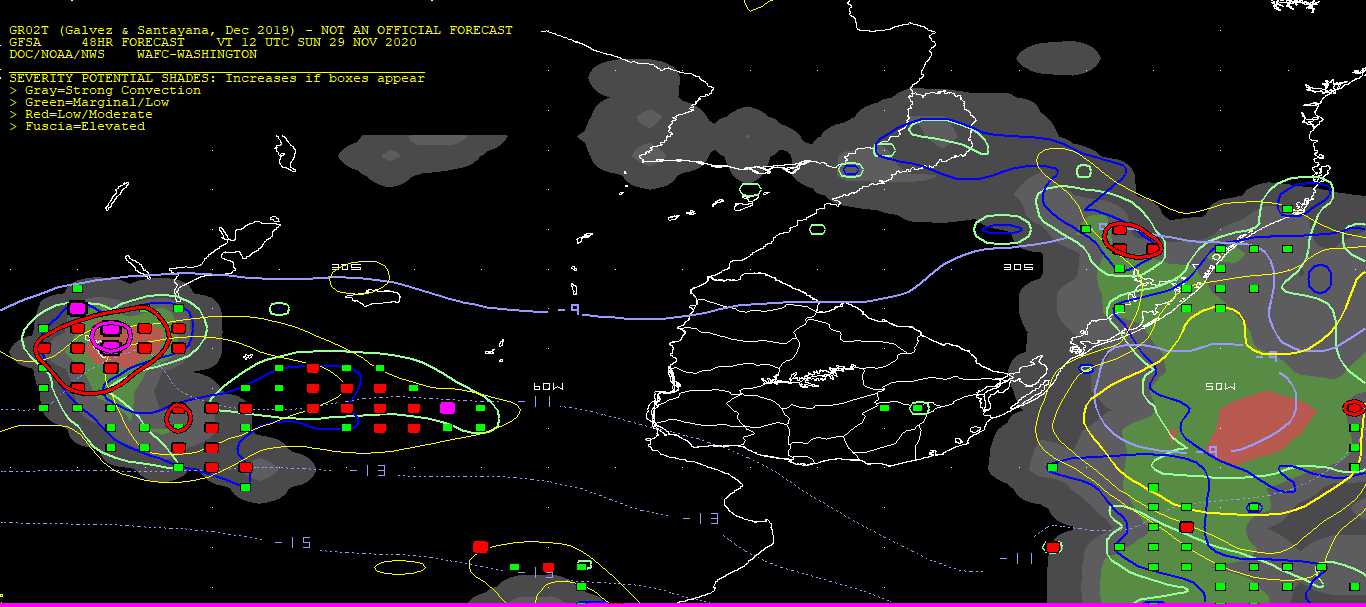 GR02T (Galvez & Santayana, Dec 2019) - NOT AN OFFICIAL FORECAST
GFSA 48HR FORECAST VT 12 UTC SUN 29 NOV 2020
DOC/NOAA/NWS WAFC-WASHINGTON
SEVERITY POTENTIAL SHADES: Increases if boxes appear
> Gray=Strong Convection
> Green=Marginal/Low
> Red=Low/Moderate
> Fuscia=Elevated
30S
30S
-9
-9
60W
50W
-11
-9
-13
-13
-15
-11
-13